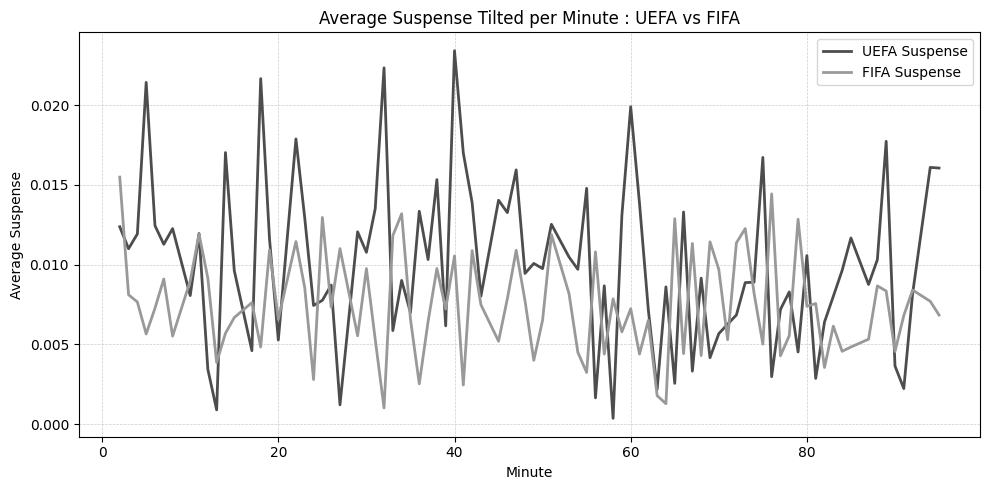 Average Suspense Tilted per Minute : UEFA vs FIFA
UEFA Suspense
FIFA Suspense
Average Suspense
0.020
0.015
0.010
0.005
0.000
0
20
40
60
80
Minute